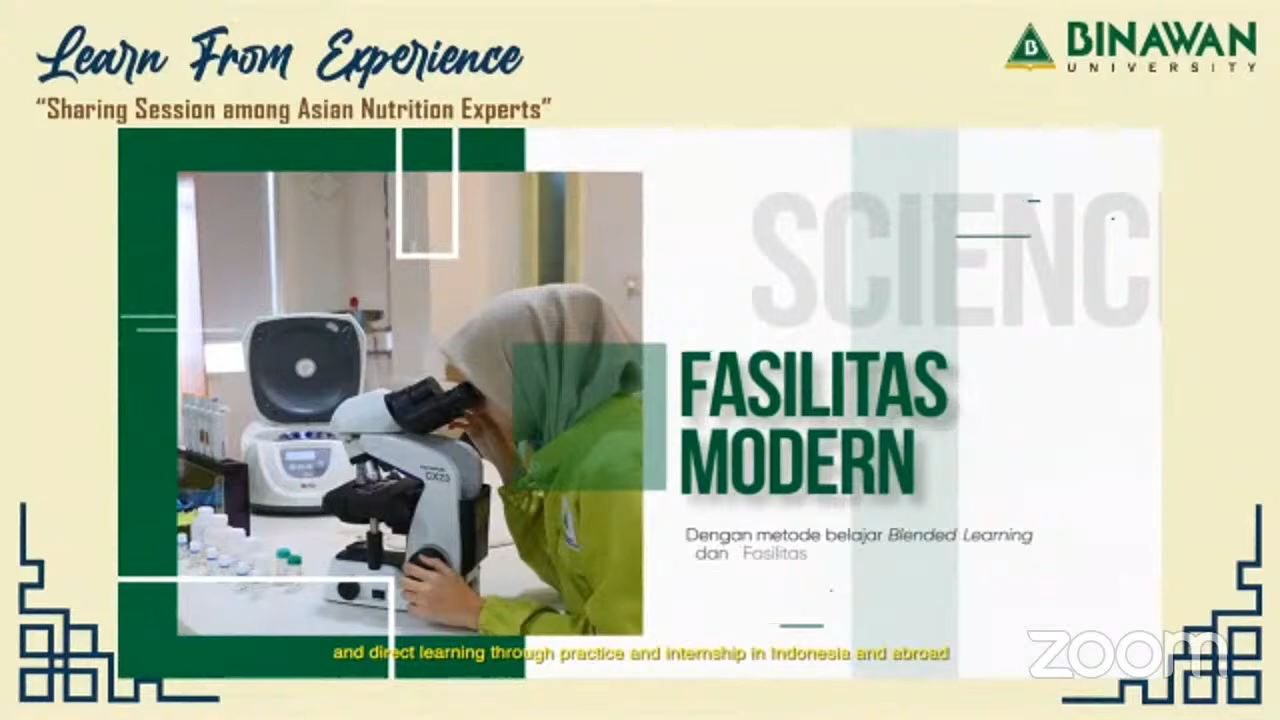 Learn From Experience
“Sharing Session among Asian Nutrition Experts”
B
BINAWAN
UNIVERSITY
SCIENC
FASILITAS
MODERN
Dengan metode belajar Blended Learning
dan Fasilitas
and direct learning through practice and internship in Indonesia and abroad
CX23
zoom